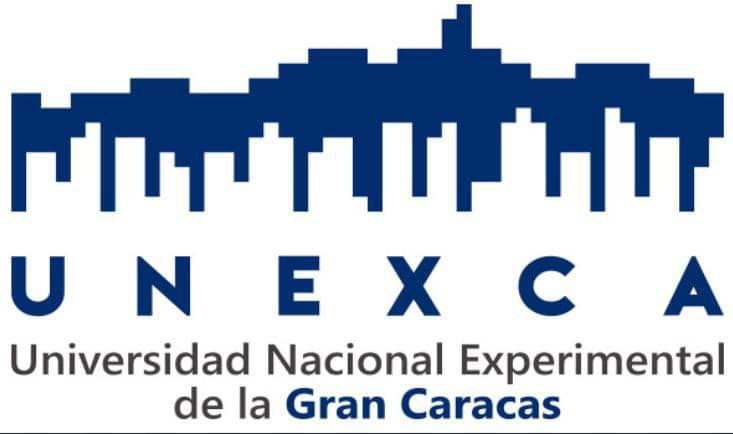 UNEXCA
Universidad Nacional Experimental
de la Gran Caracas